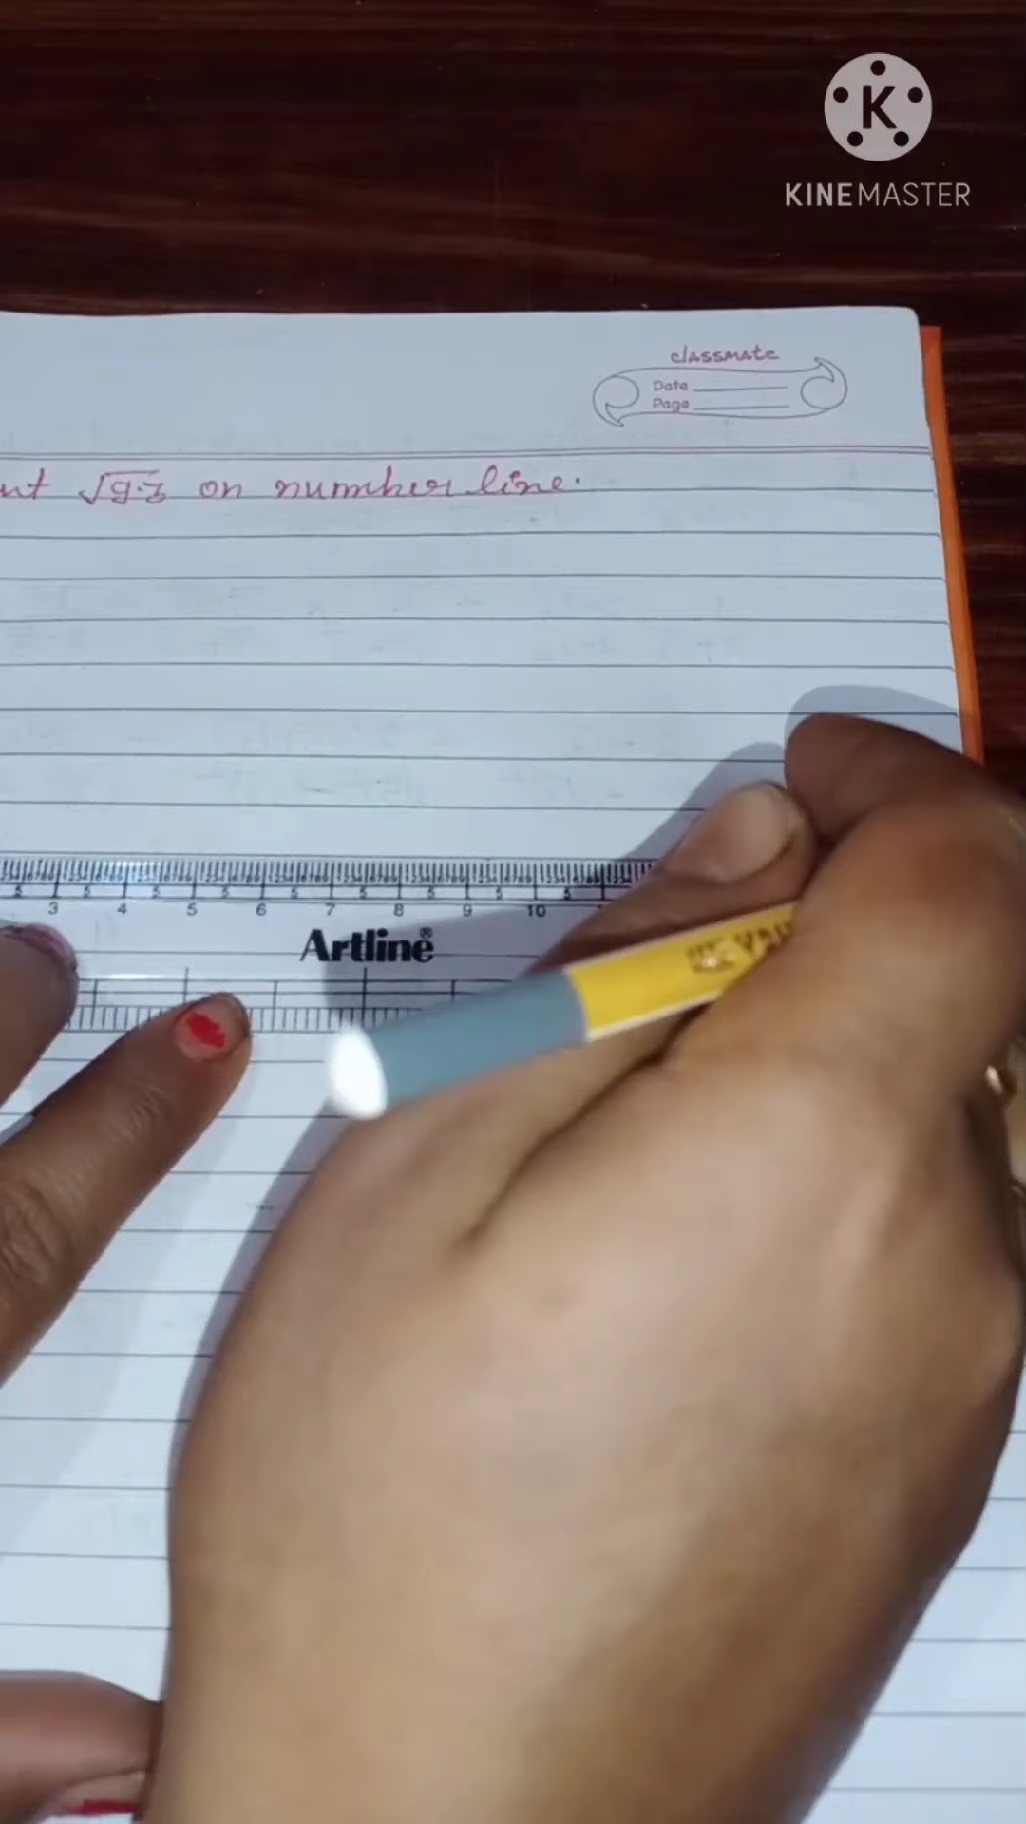 KINEMASTER
classmate
Date
Page
nt √9.3 on number line.
3 4 5 6 7 8 9 10
Artline®